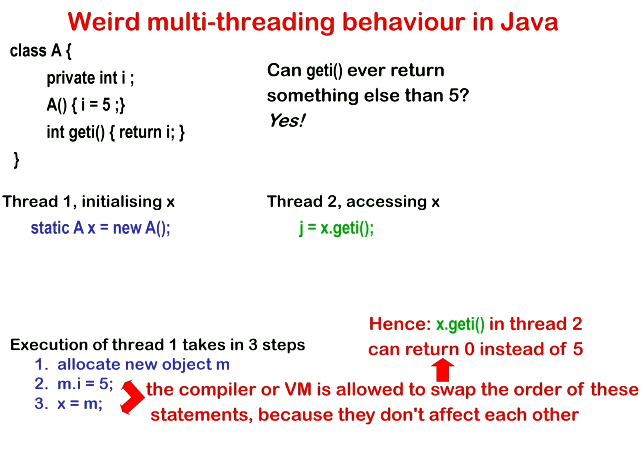 Weird multi-threading behaviour in Java
class A {
private int i ;
A() { i = 5 ;}
int geti() { return i; }
}
Can geti() ever return
something else than 5?
Yes!
Thread 1, initialising x
static A x = new A();
Thread 2, accessing x
j = x.geti();
Execution of thread 1 takes in 3 steps
1. allocate new object m
2. m.i = 5;
3. x = m;
the compiler or VM is allowed to swap the order of these
statements, because they don't affect each other
Hence: x.geti() in thread 2
can return 0 instead of 5